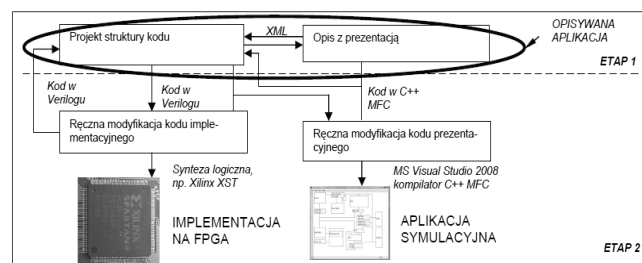 OPISYWANA
APLIKACJA
XML
Projekt struktury kodu
Opis z prezentacją
ETAP 1
Kod w
Verilogu
Kod w
Verilogu
Kod w C++
MFC
Ręczna modyfikacja kodu imple-
mentacyjnego
Ręczna modyfikacja kodu prezenta-
cyjnego
Synteza logiczna,
np. Xilinx XST
MS Visual Studio 2008
kompilator C++ MFC
XILINX
SPARTAN
IMPLEMENTACJA
NA FPGA
APLIKACJA
SYMULACYJNA
ETAP 2